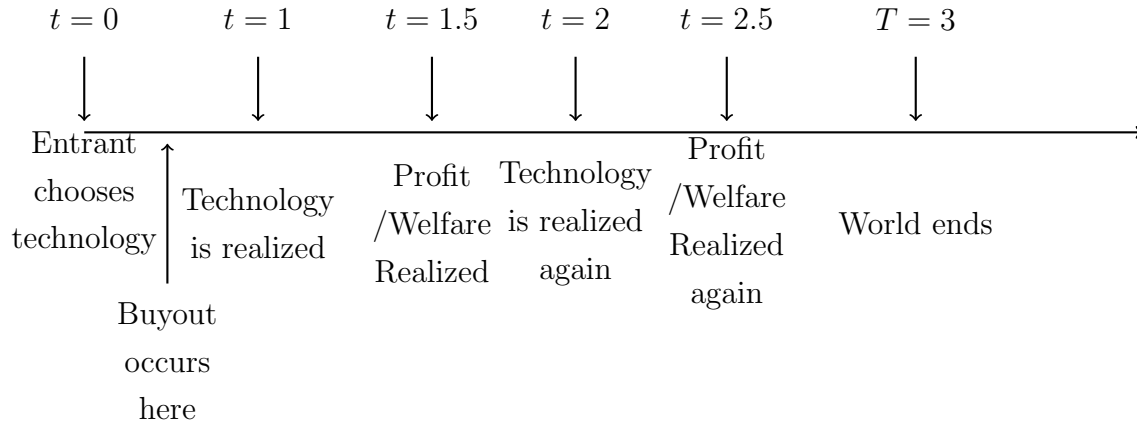 t = 0
t = 1
t = 1.5
t = 2
t = 2.5
T = 3
Entrant
chooses
technology
Buyout
occurs
here
Technology
is realized
Profit
/Welfare
Realized
Technology
is realized
again
Profit
/Welfare
Realized
again
World ends